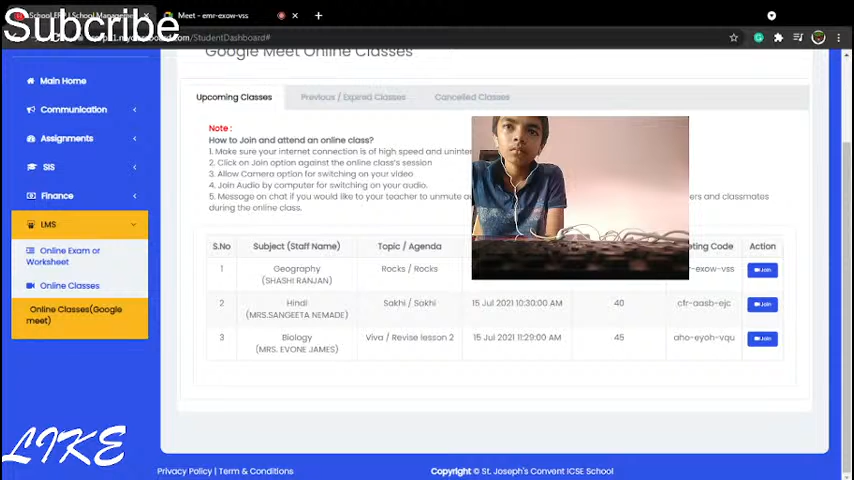 Subcribe
School ERP | School Managem
Meet - emr-exow-vss
.com/StudentDashboard#
Google Meet Online Classes
Main Home
Communication
Assignments
SIS
Finance
LMS
Online Exam or
Worksheet
Online Classes
Online Classes(Google
meet)
Upcoming Classes
Previous / Expired Classes
Cancelled Classes
Note :
How to Join and attend an online class?
1. Make sure your internet connection is of high speed and
2. Click on Join option against the online class's session
3. Allow Camera option for switching on your video
4. Join Audio by computer for switching on your audio.
5. Message on chat if you would like to your teacher to unmute and classmates
during the online class.
S.No Subject (Staff Name) Topic / Agenda Code Action
1 Geography Rocks / Rocks -exow-vss Join
(SHASHI RANJAN)
2 Hindi Sakhi / Sakhi 15 Jul 2021 10:30:00 AM 40 cfr-aasb-ejc Join
(MRS.SANGEETA NEMADE)
3 Biology Viva / Revise lesson 2 15 Jul 2021 11:29:00 AM 45 aho-eyoh-vqu Join
(MRS. EVONE JAMES)
LIKE
Privacy Policy | Term & Conditions
Copyright © St. Joseph's Convent ICSE School